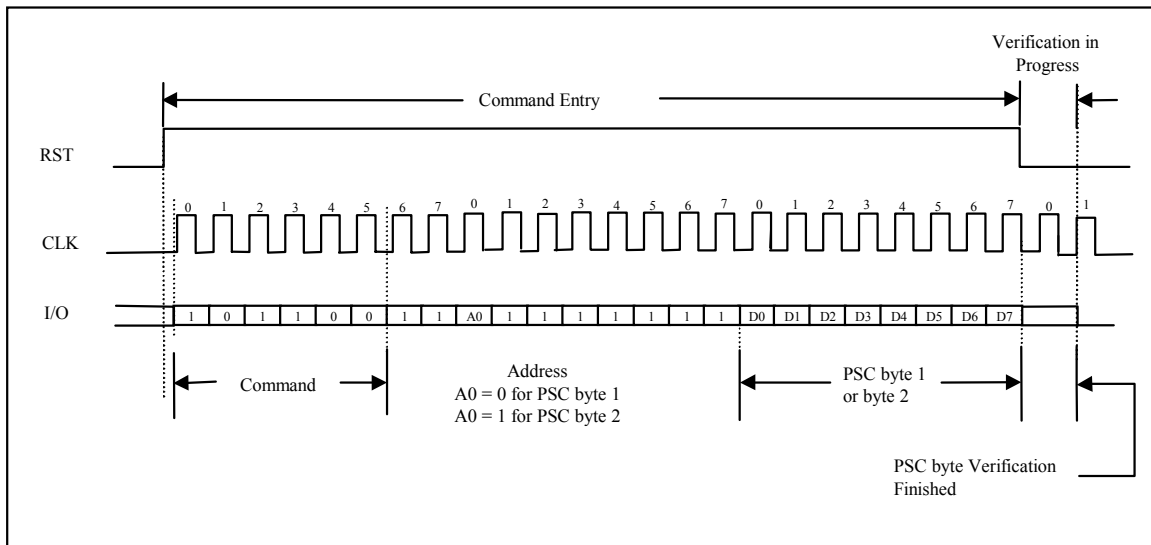 Verification in
Progress
Command Entry
RST
0 1 2 3 4 5 6 7 0 1 2 3 4 5 6 7 0 1 2 3 4 5 6 7 0 1
CLK
I/O
1 0 1 1 0 0 1 1 A0 1 1 1 1 1 1 1 D0 D1 D2 D3 D4 D5 D6 D7
Command
Address
A0 = 0 for PSC byte 1
A0 = 1 for PSC byte 2
PSC byte 1
or byte 2
PSC byte Verification
Finished